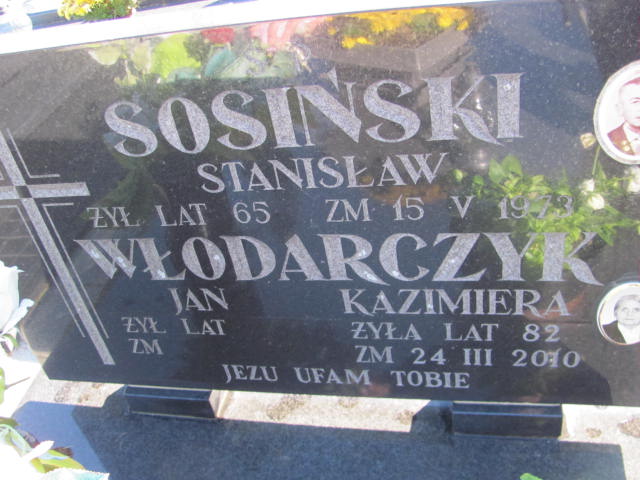 SOSIŃSKI
STANISŁAW
ŻYŁ LAT 65 ZM 15 V 1973
WŁODARCZYK
JAN KAZIMIERA
ŻYŁ LAT ŻYŁA LAT 82
ZM ZM 24 III 2010
JEZU UFAM TOBIE